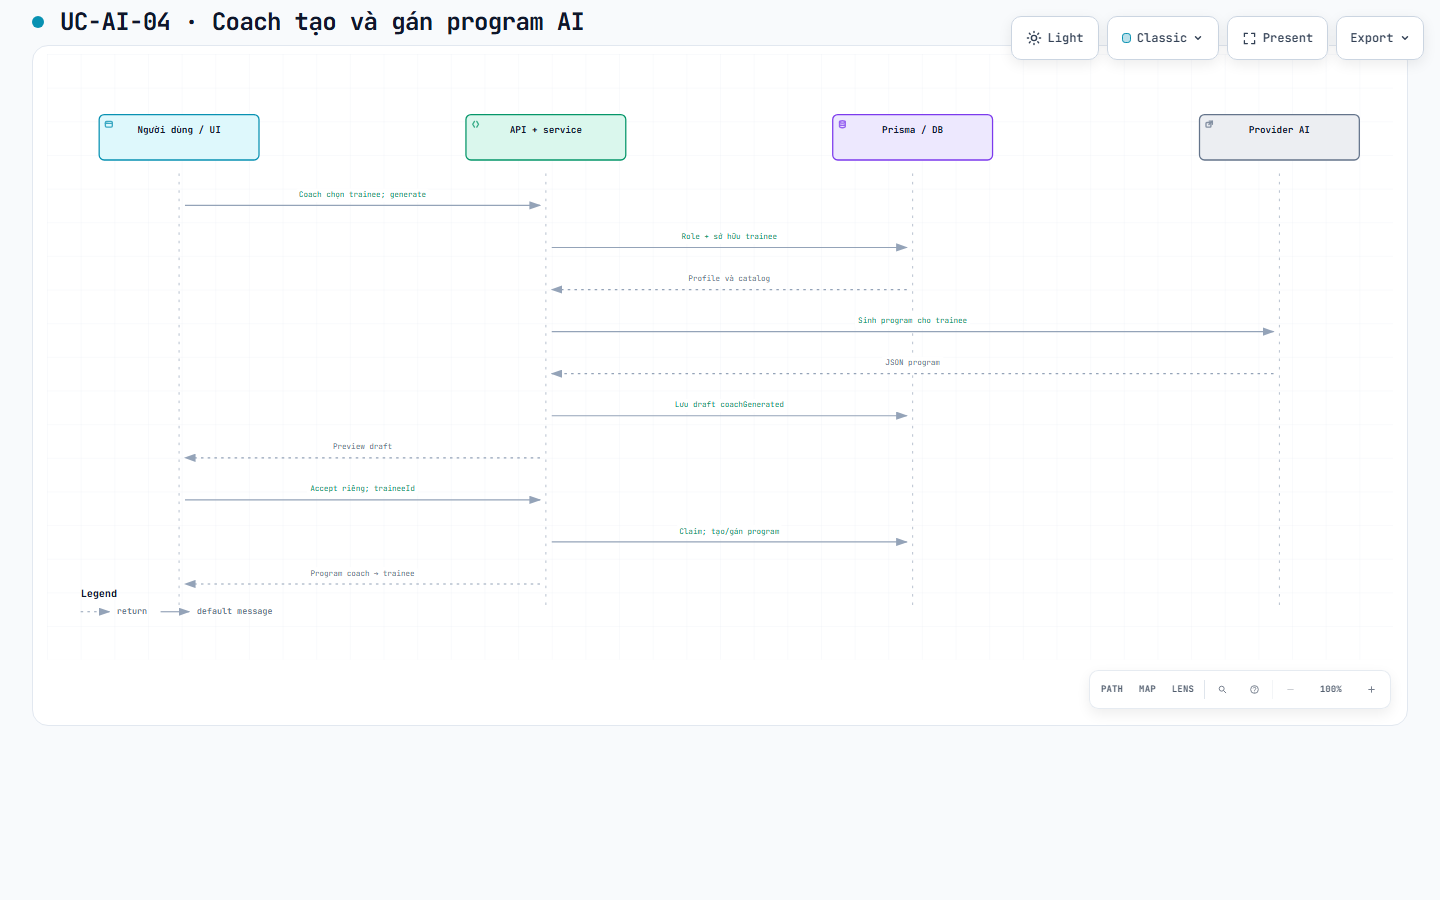 UC-AI-04 · Coach tạo và gán program AI
Light
Classic
Present
Export
Người dùng / UI
API + service
Prisma / DB
Provider AI
Coach chọn trainee; generate
Role + sở hữu trainee
Profile và catalog
Sinh program cho trainee
JSON program
Lưu draft coachGenerated
Preview draft
Accept riêng; traineeId
Claim; tạo/gán program
Program coach → trainee
Legend
return
default message
PATH
MAP
LENS
−
100%
+